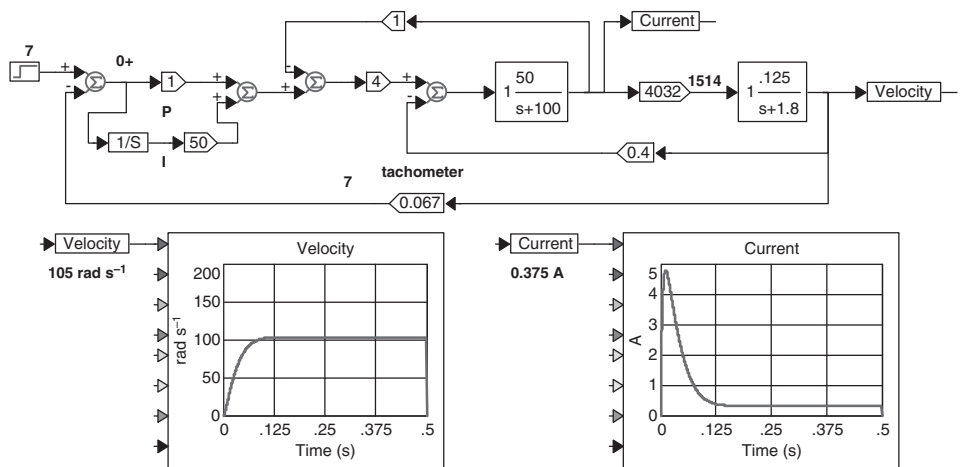 1
Current
7
0+
+
-
Σ
1
+
+
Σ
-
+
Σ
4
+
-
Σ
1 50
s+100
4032
1514
1 .125
s+1.8
Velocity
P
1/S
50
I
0.4
tachometer
7
0.067
Velocity
105 rad s⁻¹
Velocity
rad s⁻¹
200
150
100
50
0
0 .125 .25 .375 .5
Time (s)
Current
0.375 A
Current
A
5
4
3
2
1
0
0 .125 .25 .375 .5
Time (s)